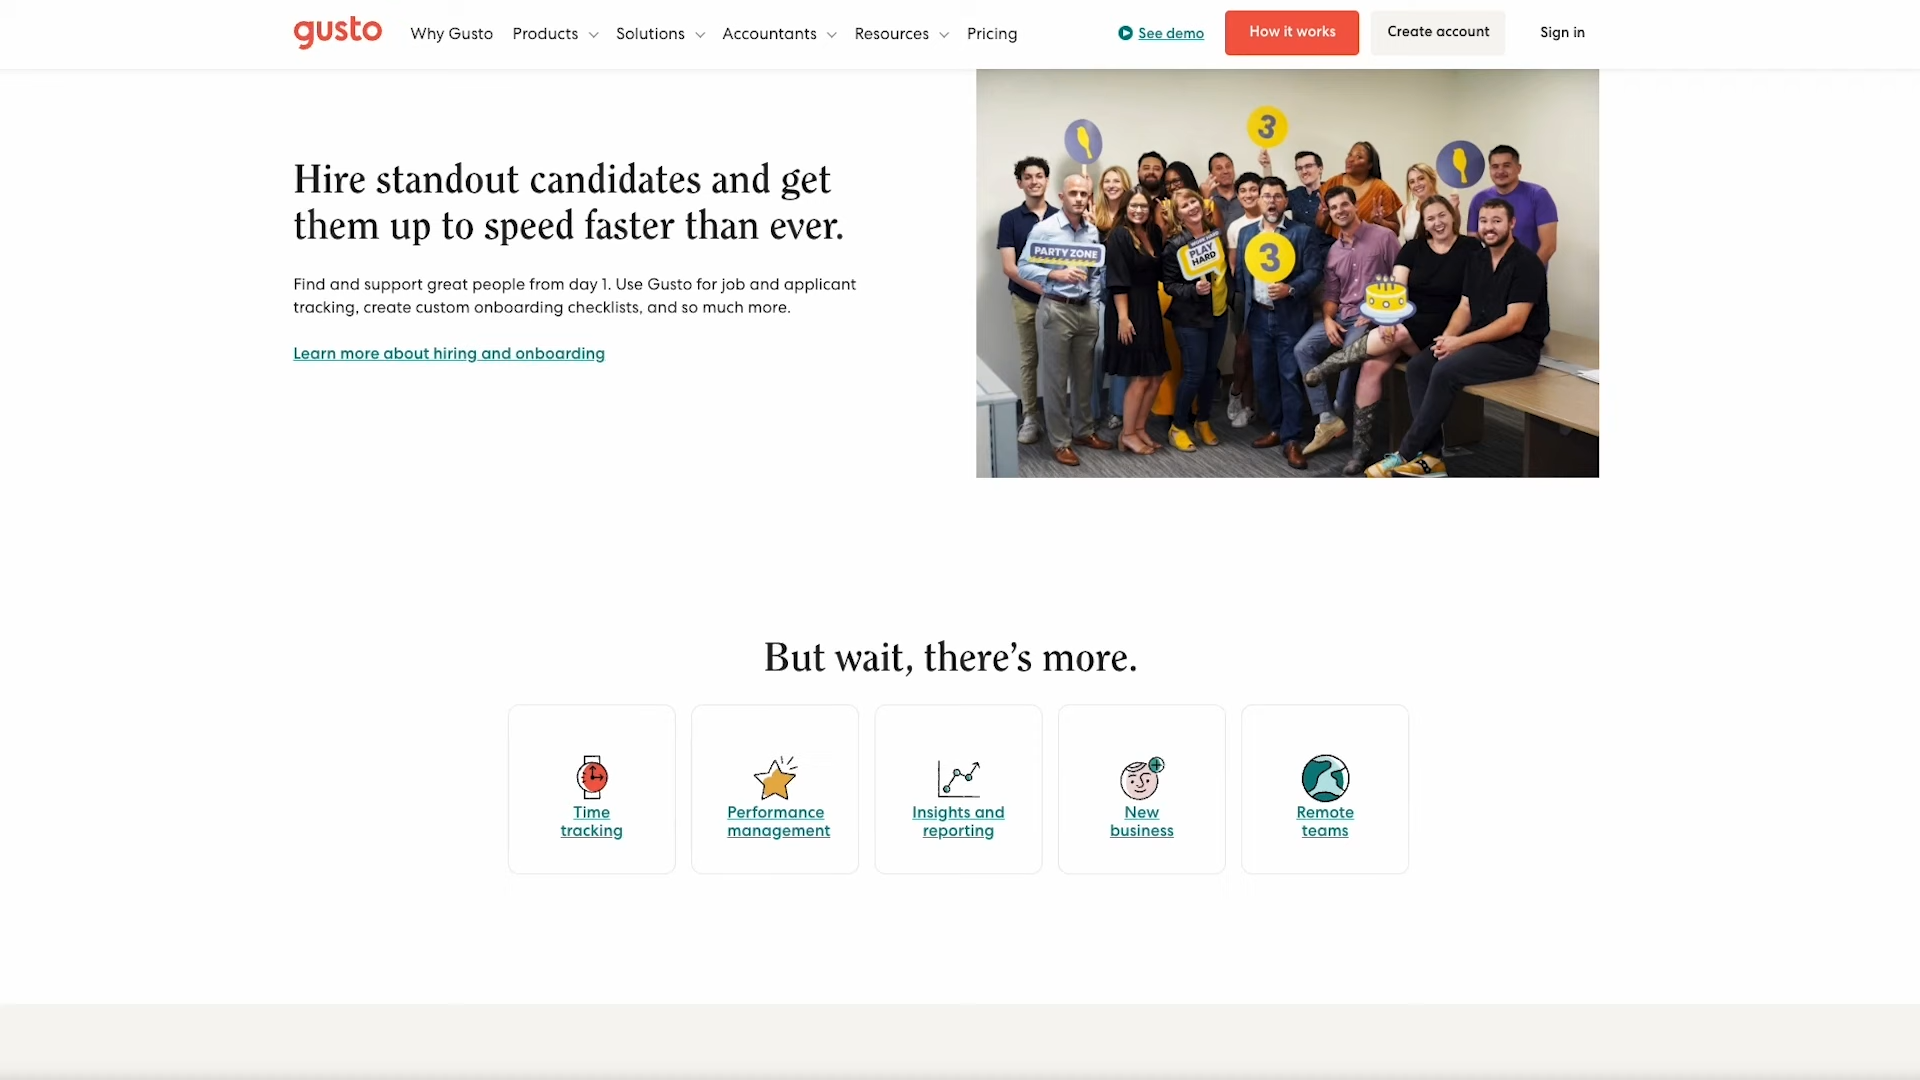 gusto
Why Gusto
Products
Solutions
Accountants
Resources
Pricing
See demo
How it works
Create account
Sign in
Hire standout candidates and get
them up to speed faster than ever.
Find and support great people from day 1. Use Gusto for job and applicant
tracking, create custom onboarding checklists, and so much more.
Learn more about hiring and onboarding
3
PARTY ZONE
PLAY
HARD
3
But wait, there’s more.
Time
tracking
Performance
management
Insights and
reporting
New
business
Remote
teams